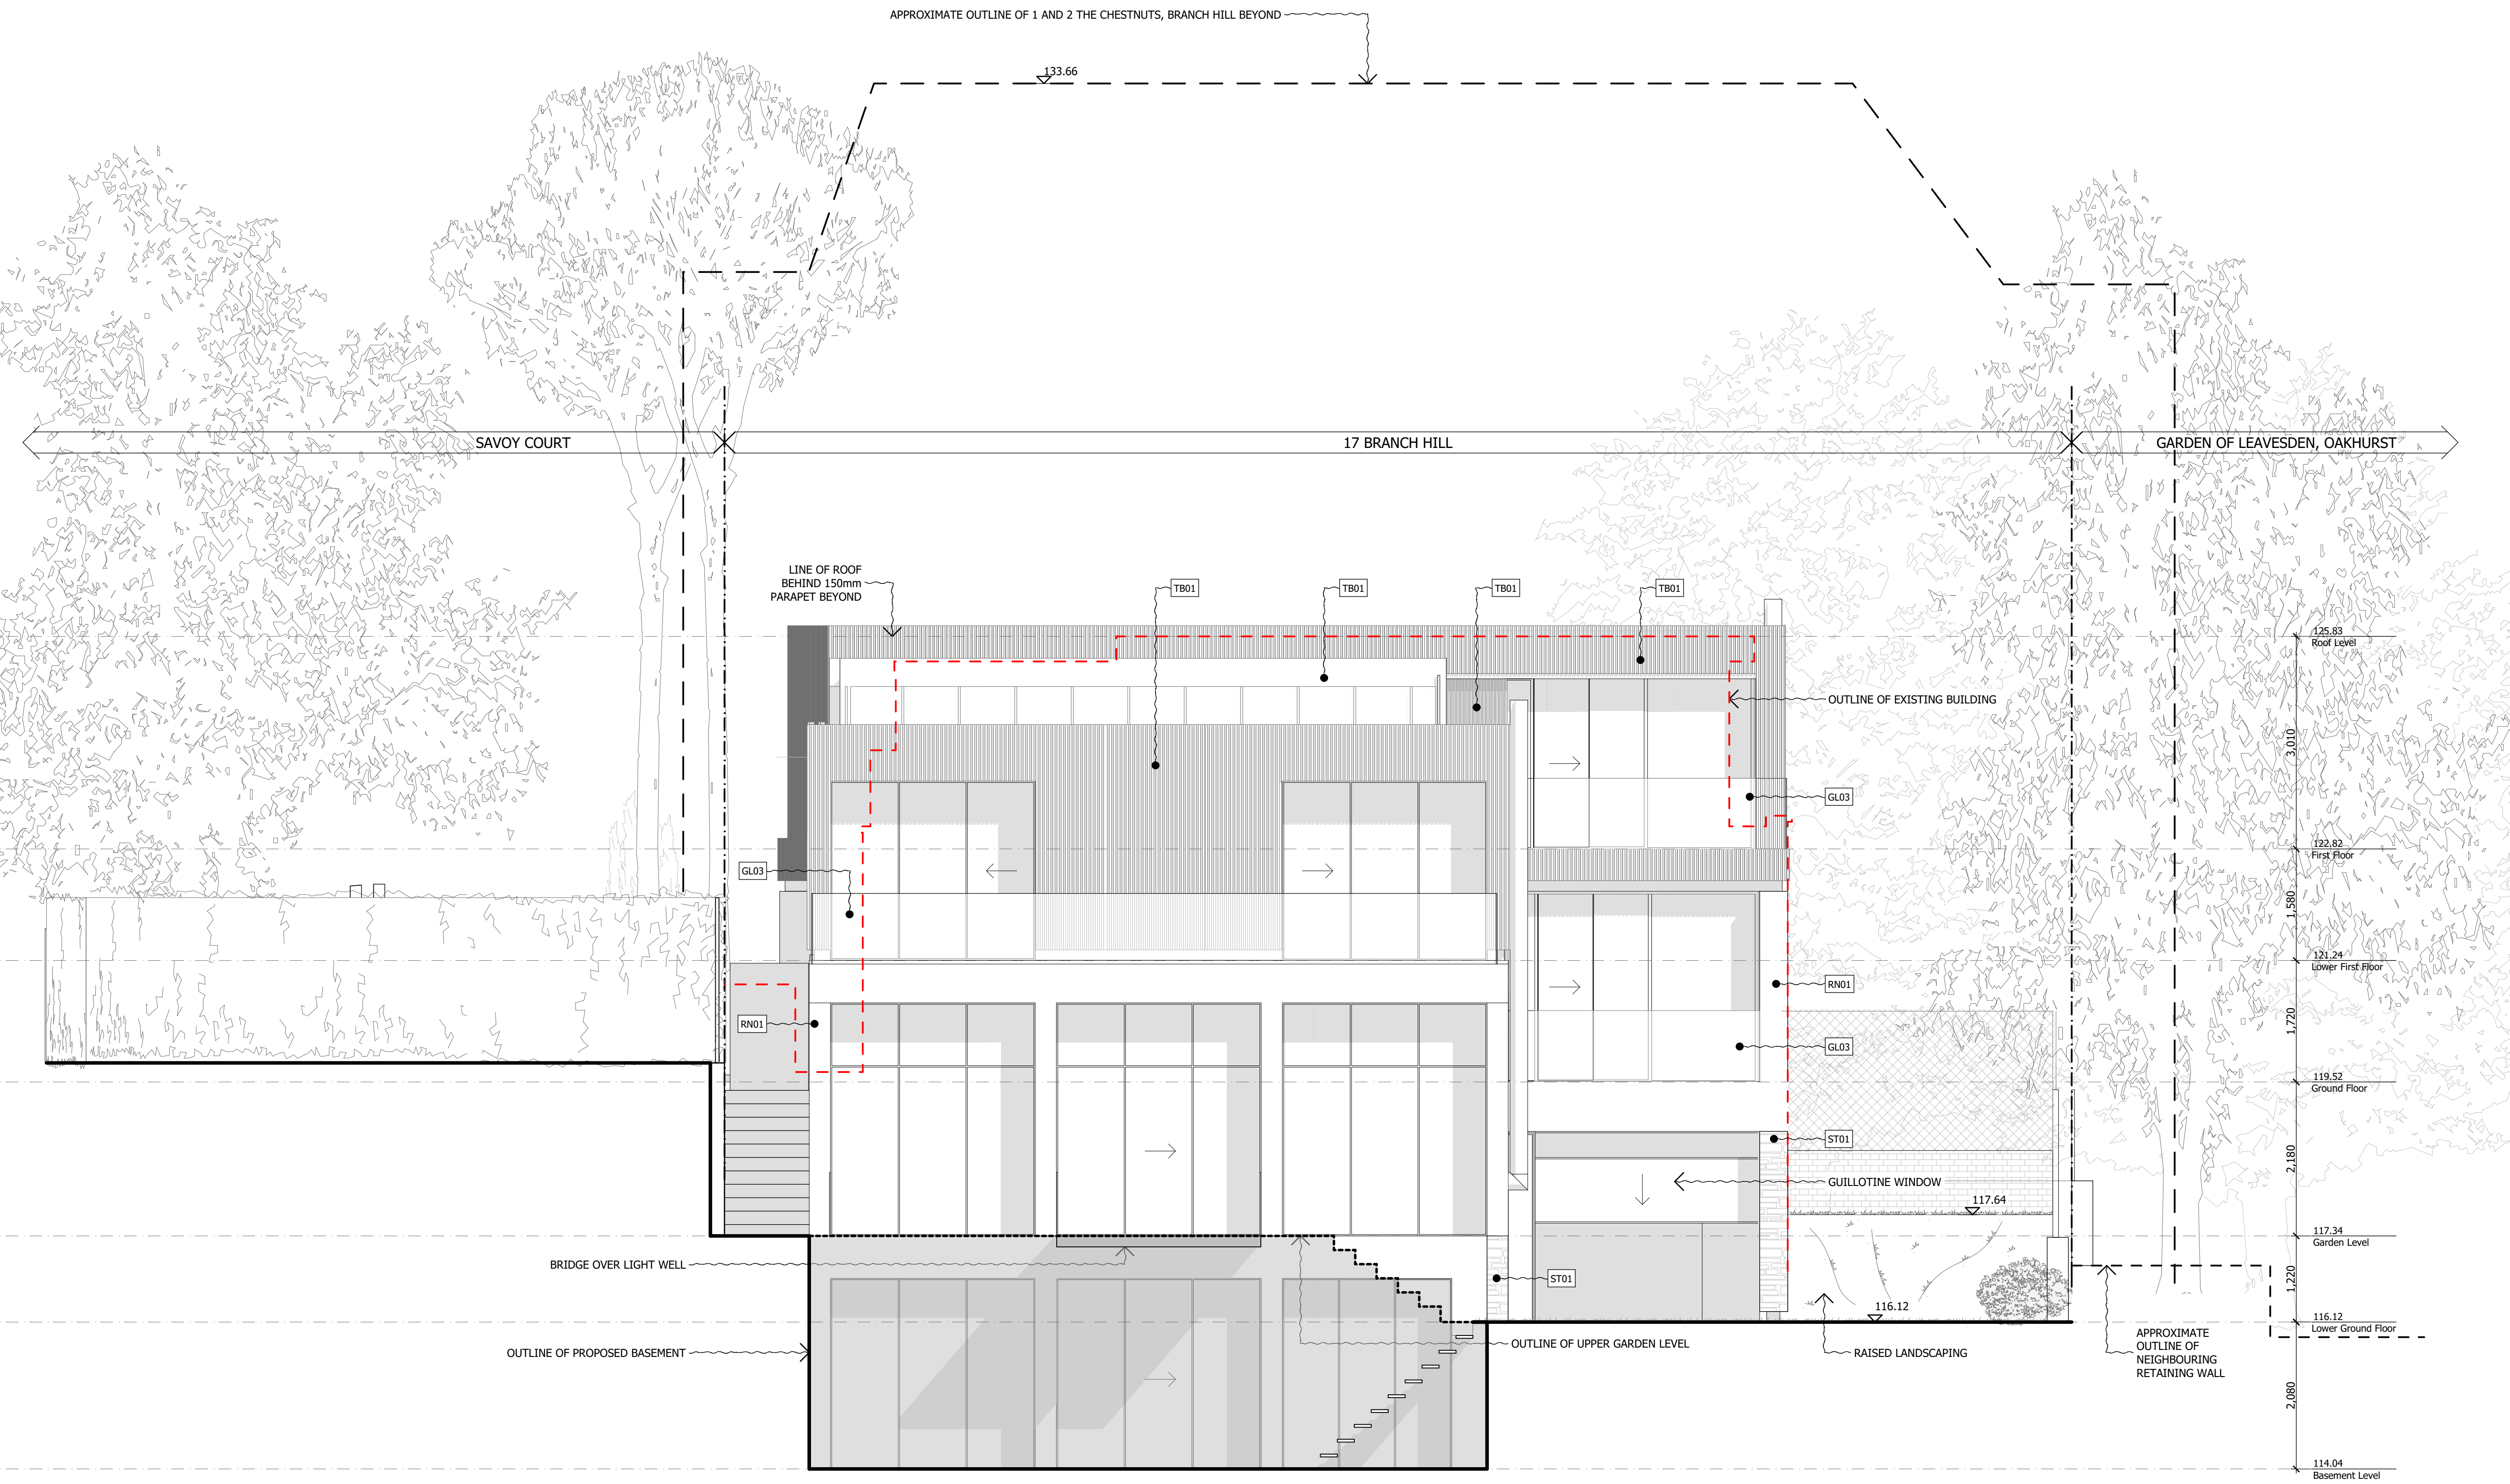 APPROXIMATE OUTLINE OF 1 AND 2 THE CHESTNUTS, BRANCH HILL BEYOND
133.66
SAVOY COURT
17 BRANCH HILL
GARDEN OF LEAVESDEN, OAKHURST
LINE OF ROOF
BEHIND 150mm
PARAPET BEYOND
TB01
TB01
TB01
TB01
125.83
Roof Level
OUTLINE OF EXISTING BUILDING
3,010
GL03
122.82
First Floor
GL03
1,580
121.24
Lower First Floor
RN01
RN01
1,720
GL03
119.52
Ground Floor
ST01
2,180
GUILLOTINE WINDOW
117.64
117.34
Garden Level
BRIDGE OVER LIGHT WELL
ST01
1,220
116.12
116.12
Lower Ground Floor
OUTLINE OF UPPER GARDEN LEVEL
OUTLINE OF PROPOSED BASEMENT
RAISED LANDSCAPING
APPROXIMATE
OUTLINE OF
NEIGHBOURING
RETAINING WALL
2,080
114.04
Basement Level